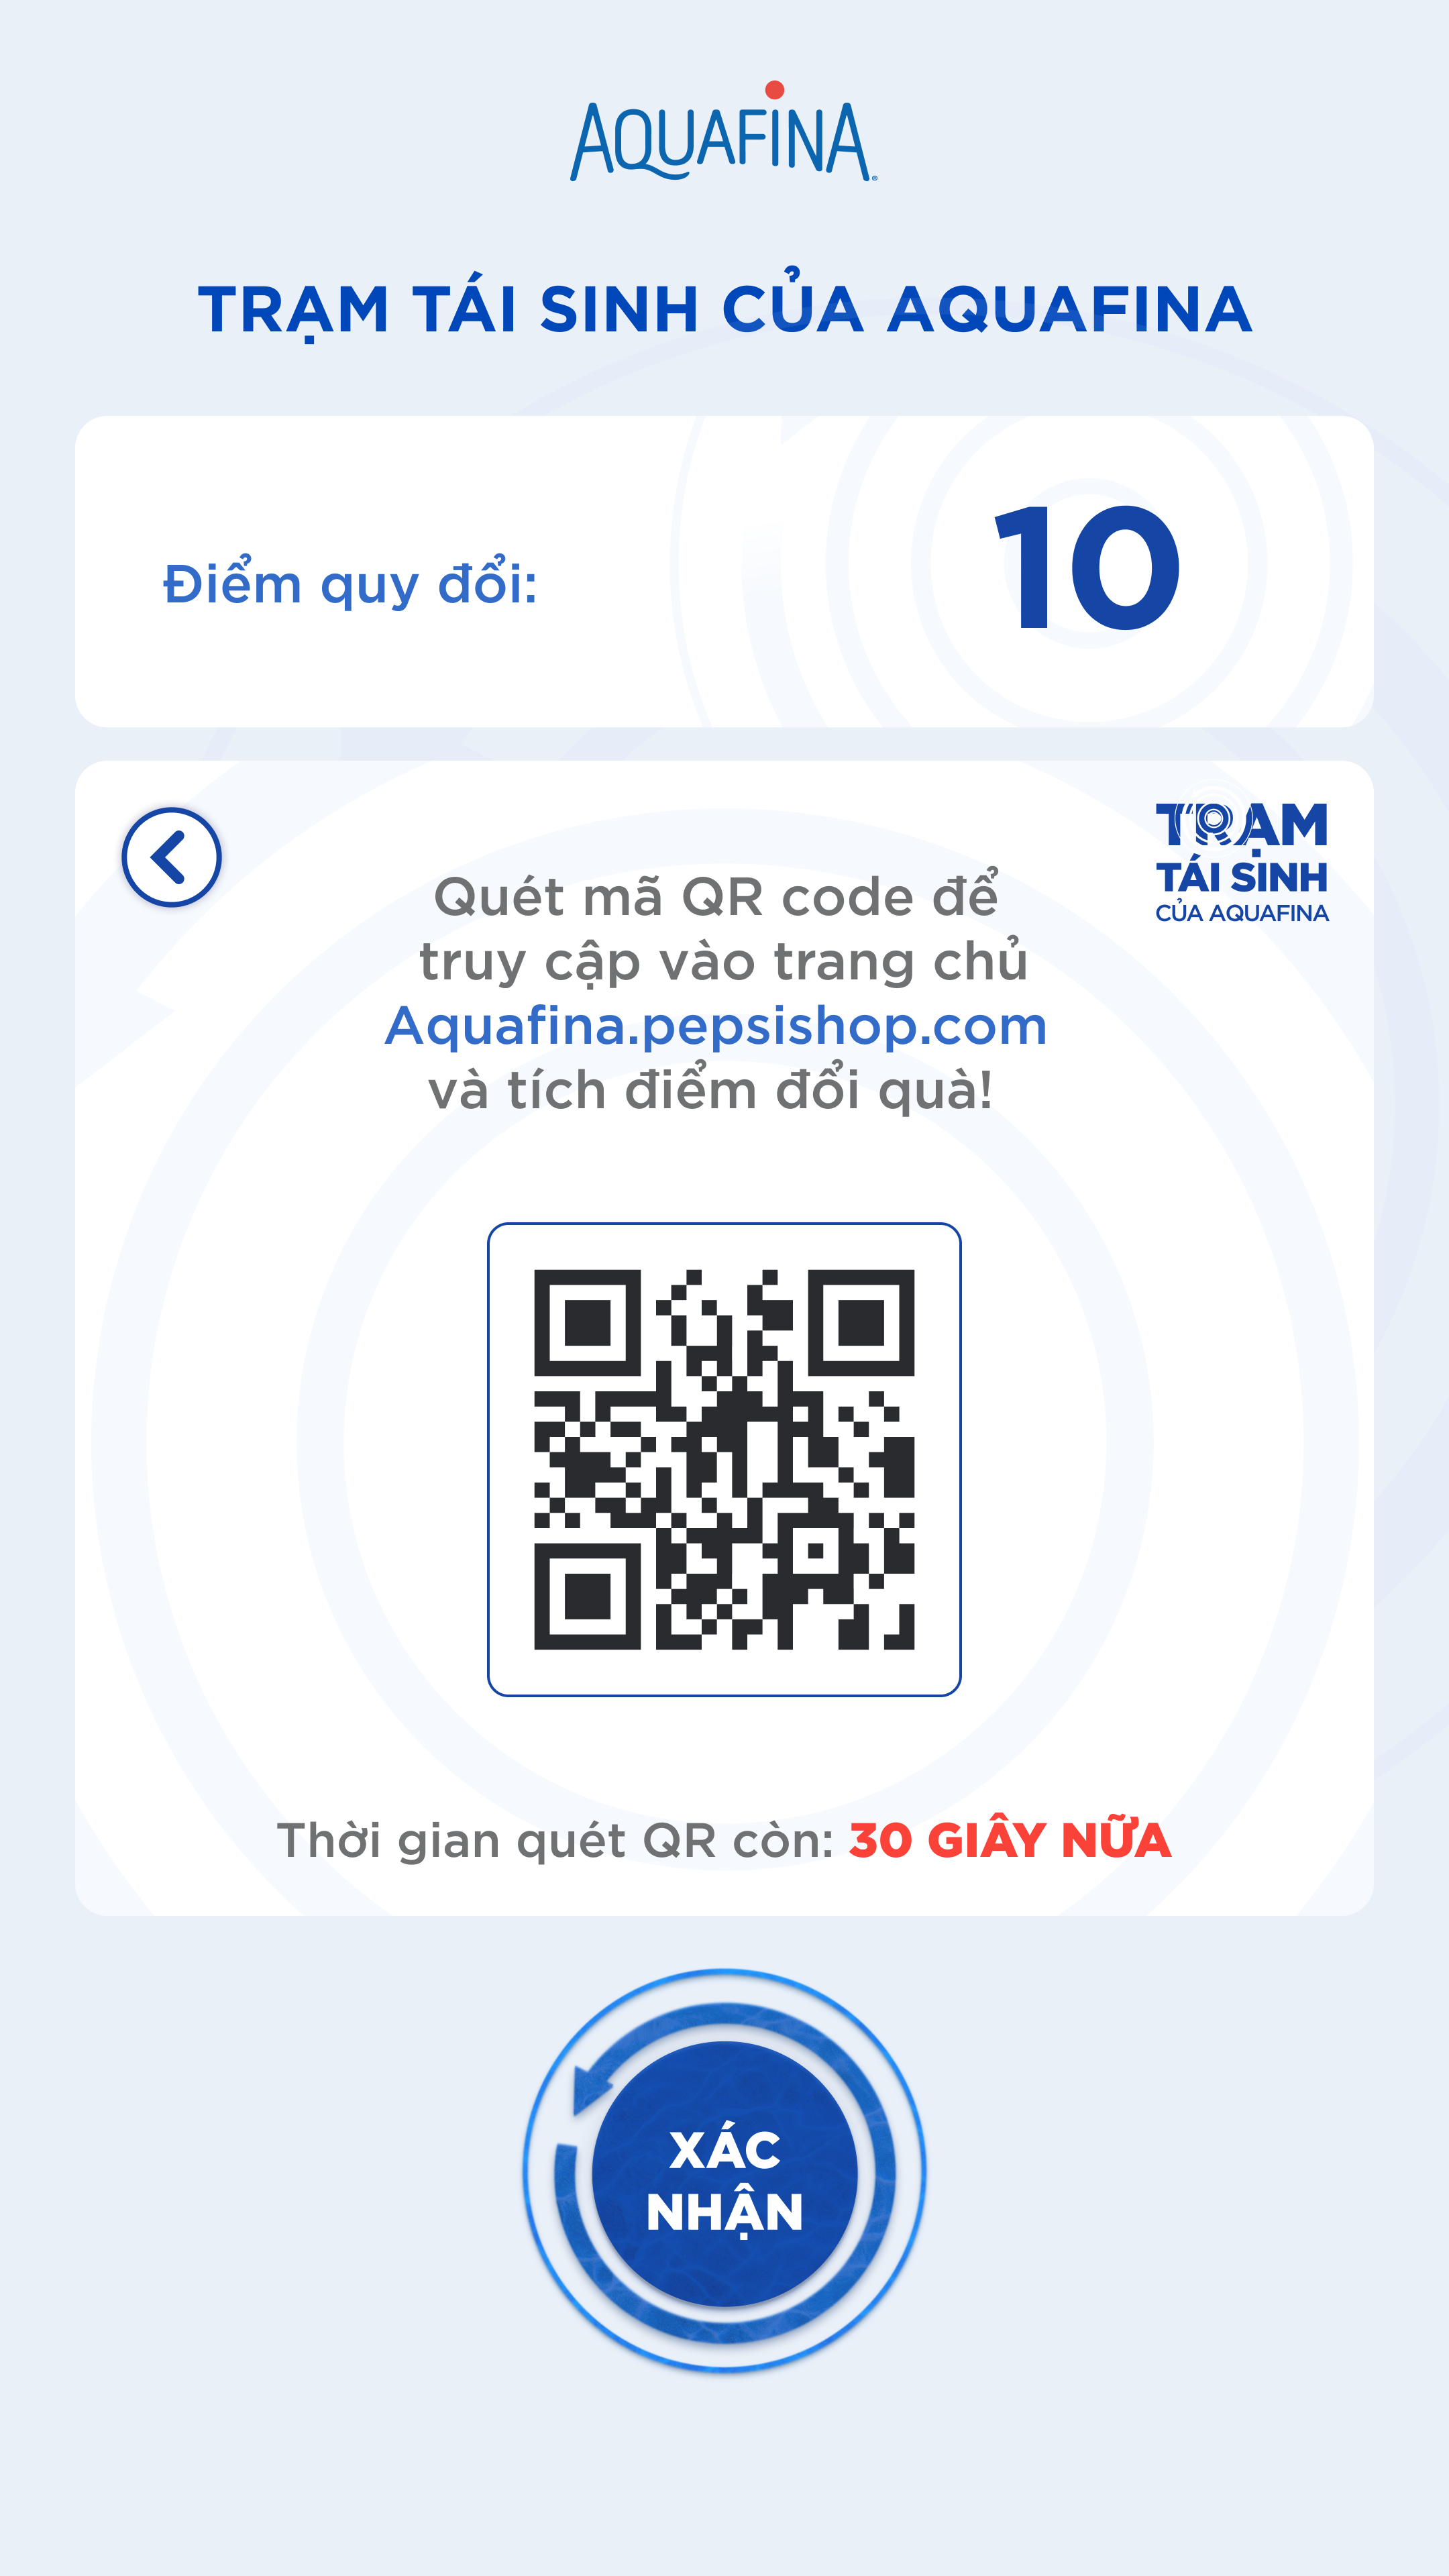 AQUAFINA
TRẠM TÁI SINH CỦA AQUAFINA
Điểm quy đổi:
10
TRẠM
TÁI SINH
CỦA AQUAFINA
Quét mã QR code để
truy cập vào trang chủ
Aquafina.pepsishop.com
và tích điểm đổi quà!
Thời gian quét QR còn: 30 GIÂY NỮA
XÁC
NHẬN